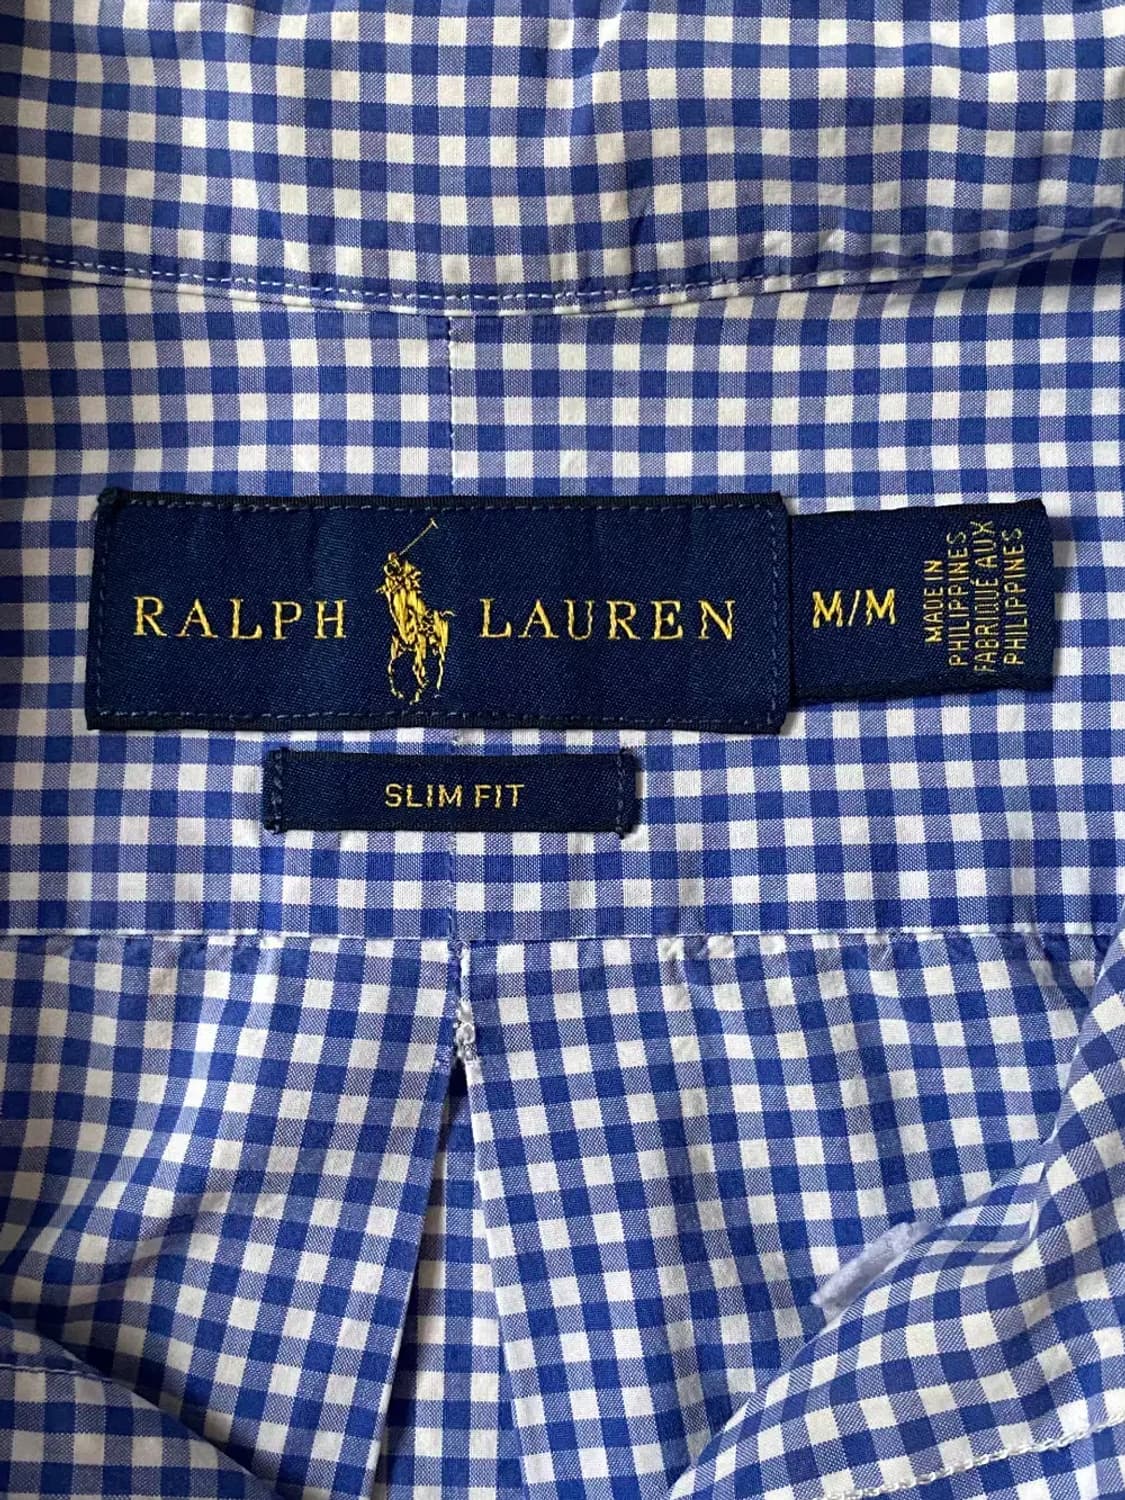 RALPH LAUREN
M/M
MADE IN
PHILIPPINES
FABRIQUÉ AUX
PHILIPPINES
SLIM FIT